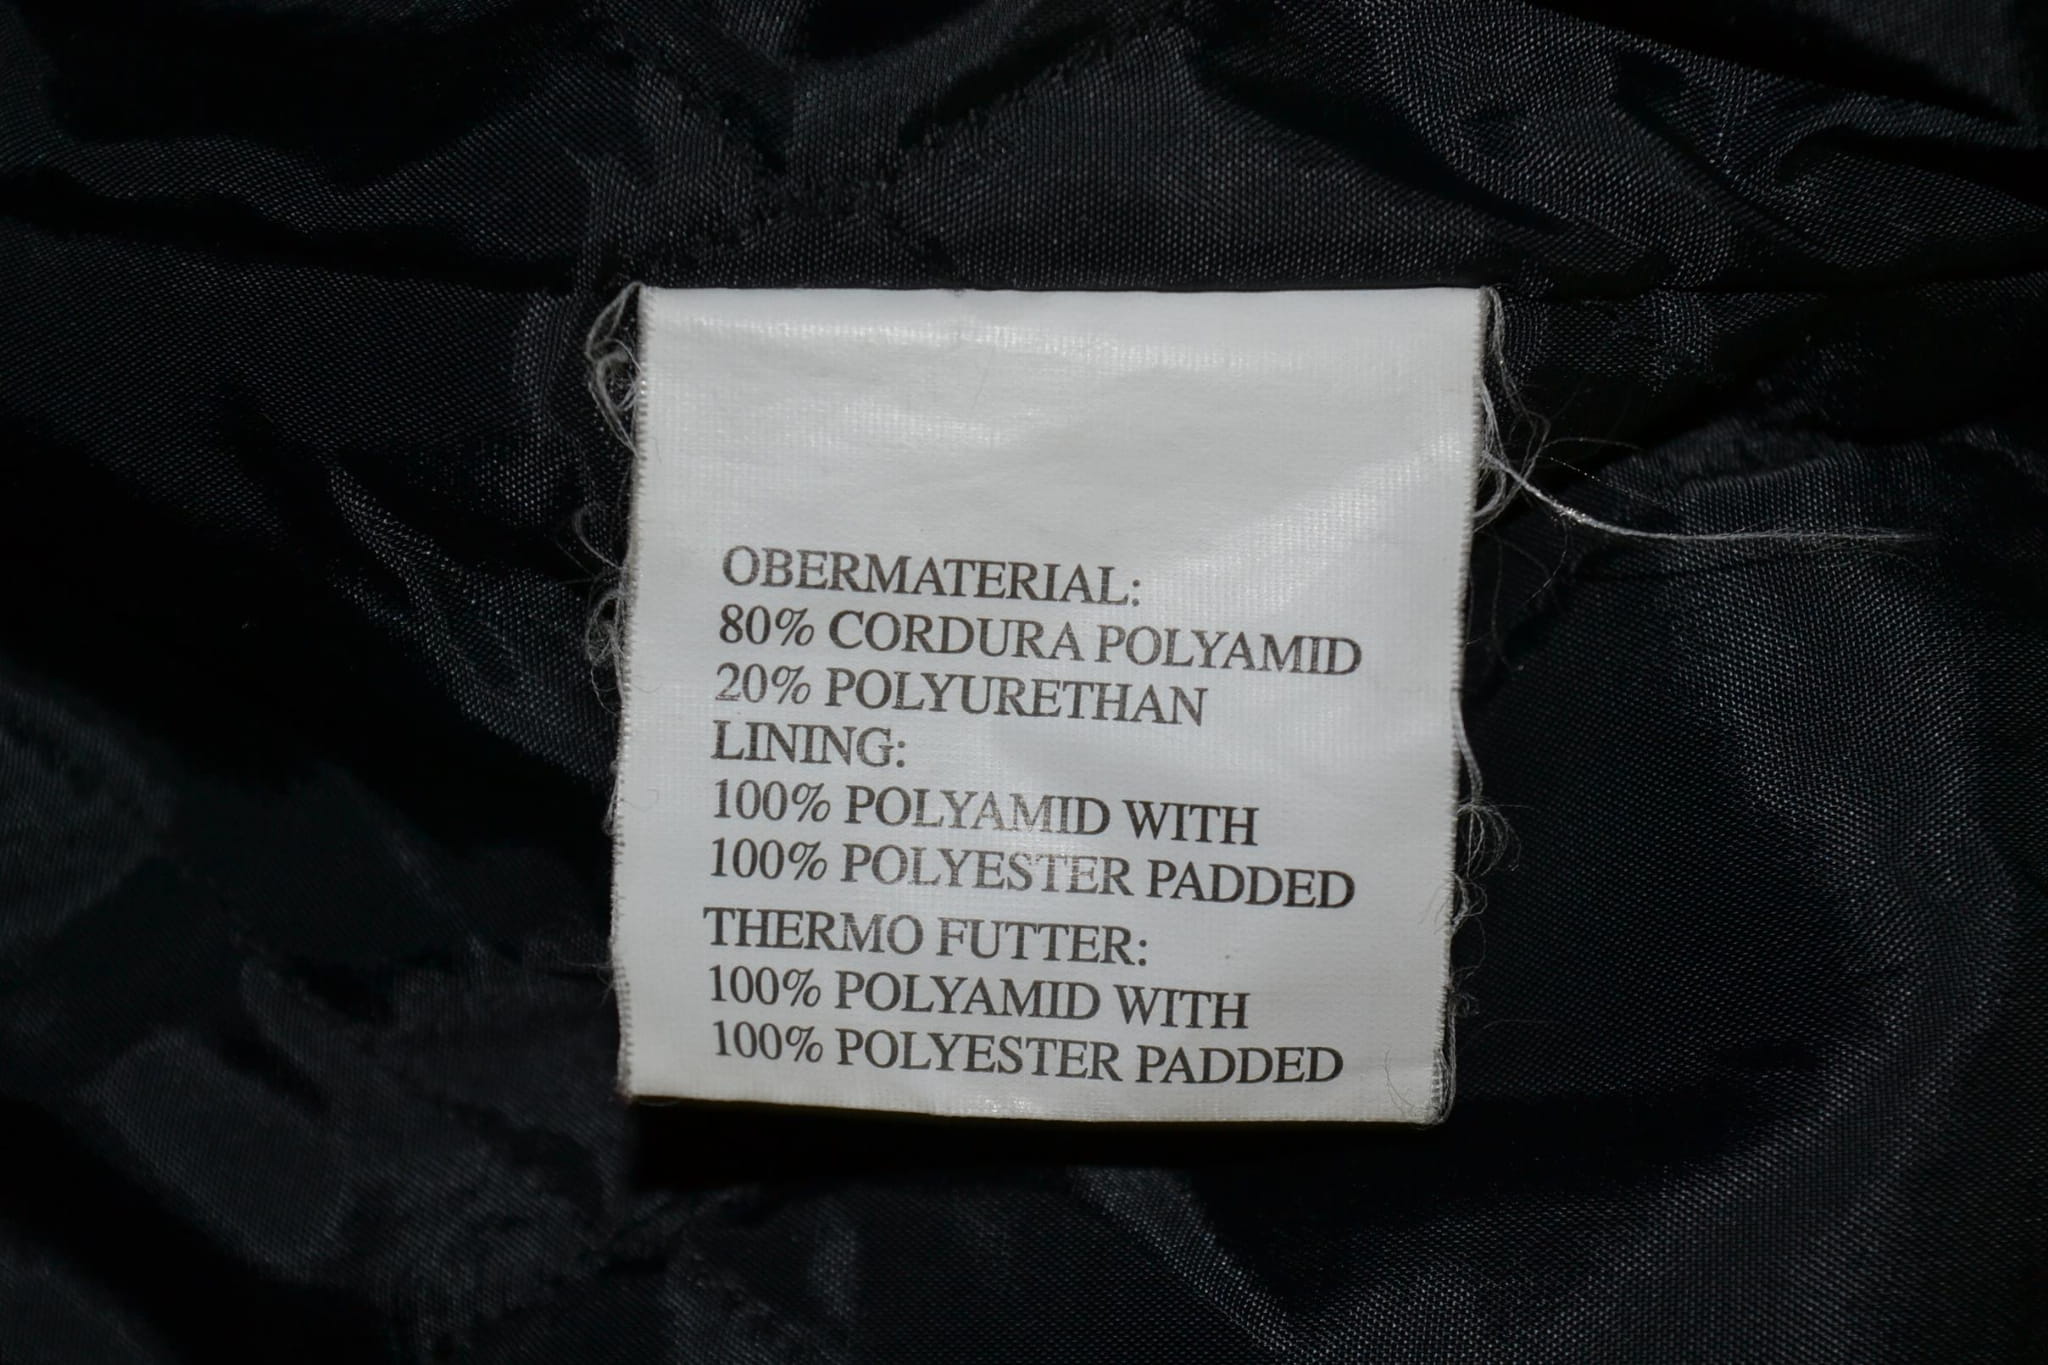 OBERMATERIAL:
80% CORDURA POLYAMID
20% POLYURETHAN
LINING:
100% POLYAMID WITH
100% POLYESTER PADDED
THERMO FUTTER:
100% POLYAMID WITH
100% POLYESTER PADDED